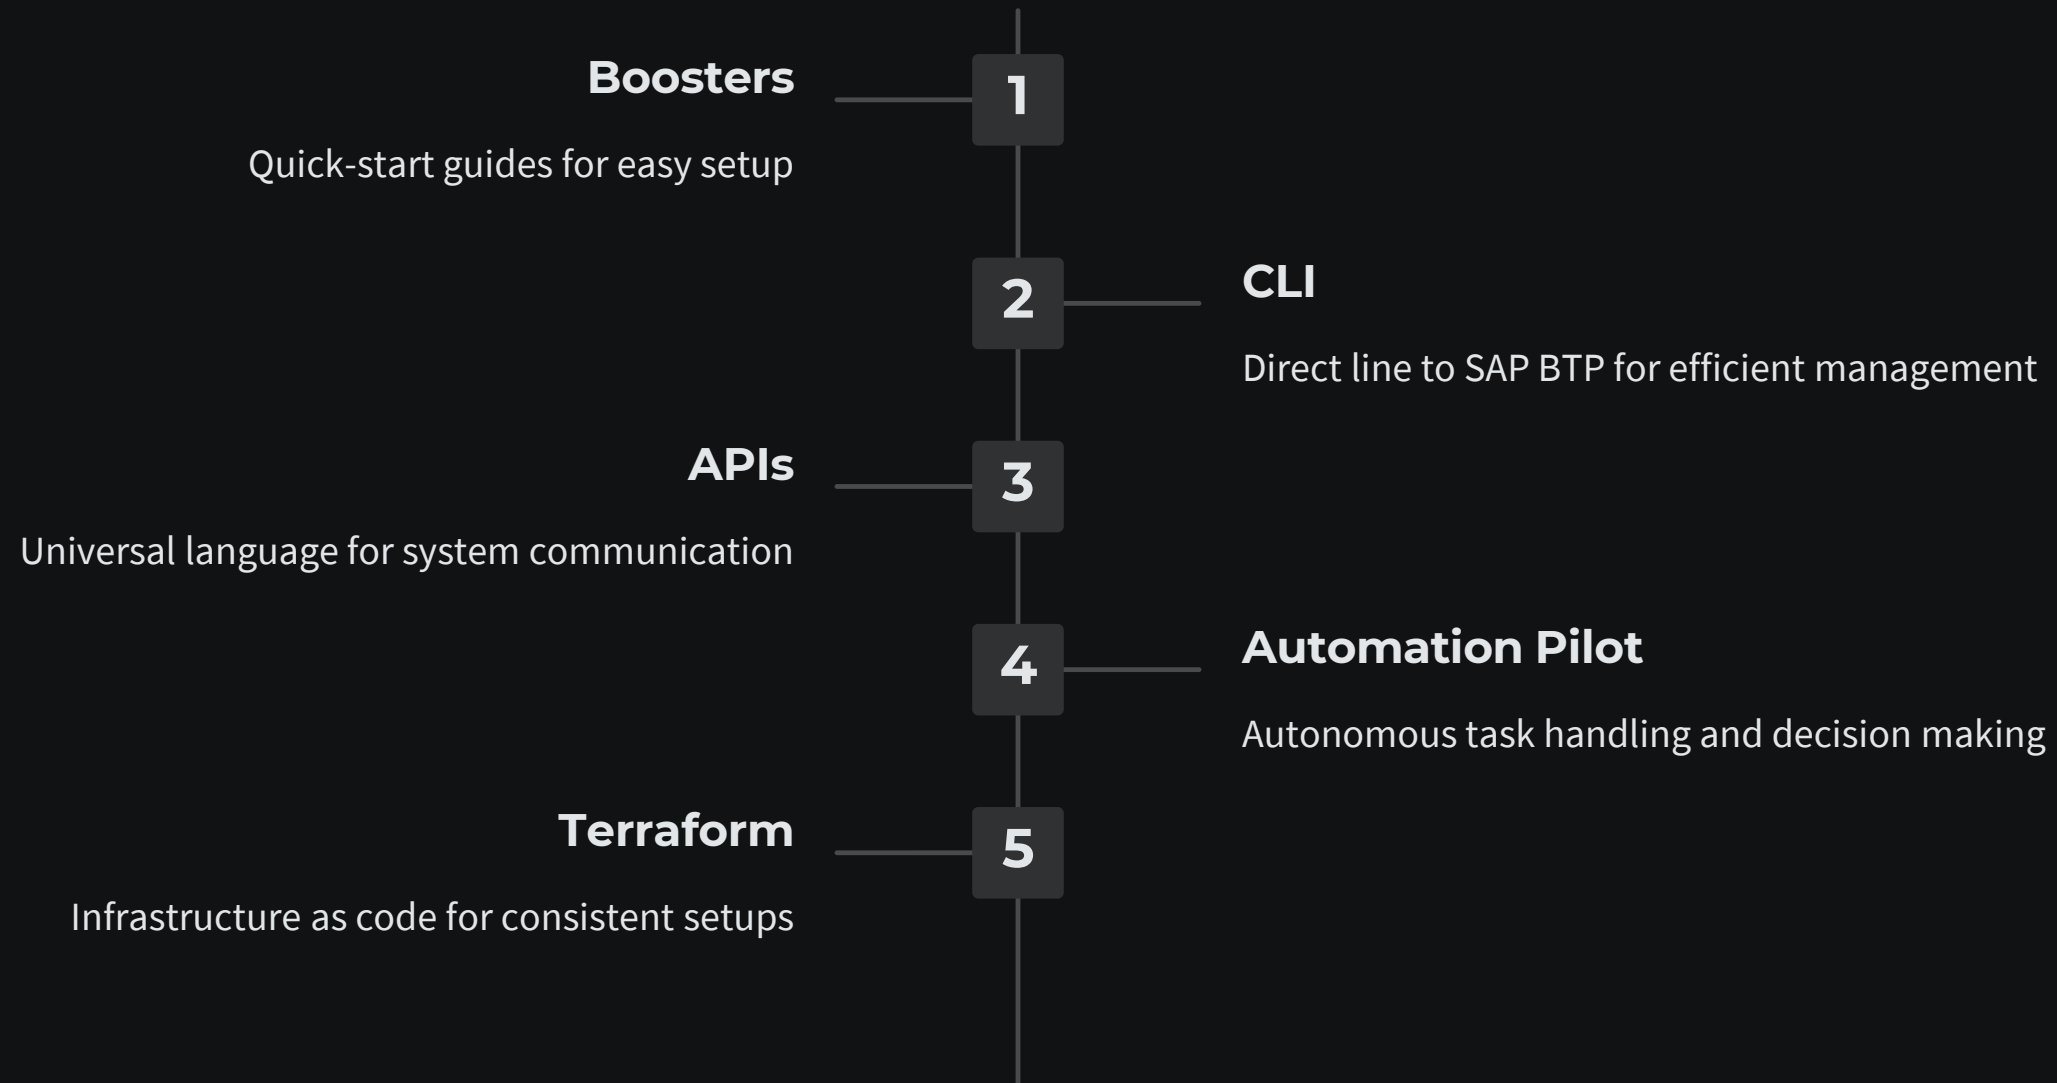 Boosters
1
Quick-start guides for easy setup
2
CLI
Direct line to SAP BTP for efficient management
APIs
3
Universal language for system communication
4
Automation Pilot
Autonomous task handling and decision making
Terraform
5
Infrastructure as code for consistent setups